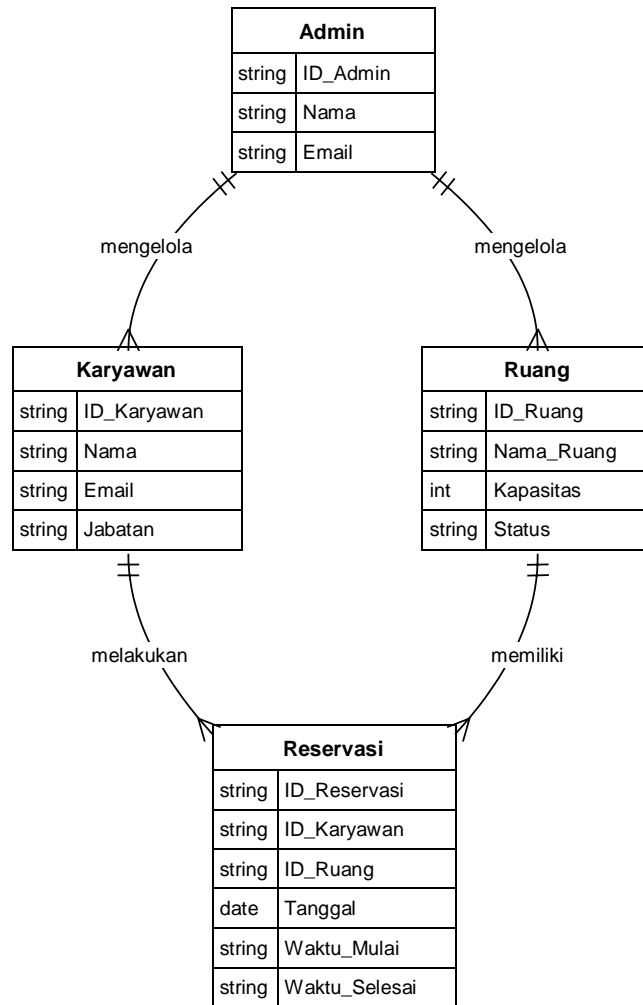 Admin
string ID_Admin
string Nama
string Email
mengelola mengelola
Karyawan
string ID_Karyawan
string Nama
string Email
string Jabatan
Ruang
string ID_Ruang
string Nama_Ruang
int Kapasitas
string Status
melakukan memiliki
Reservasi
string ID_Reservasi
string ID_Karyawan
string ID_Ruang
date Tanggal
string Waktu_Mulai
string Waktu_Selesai